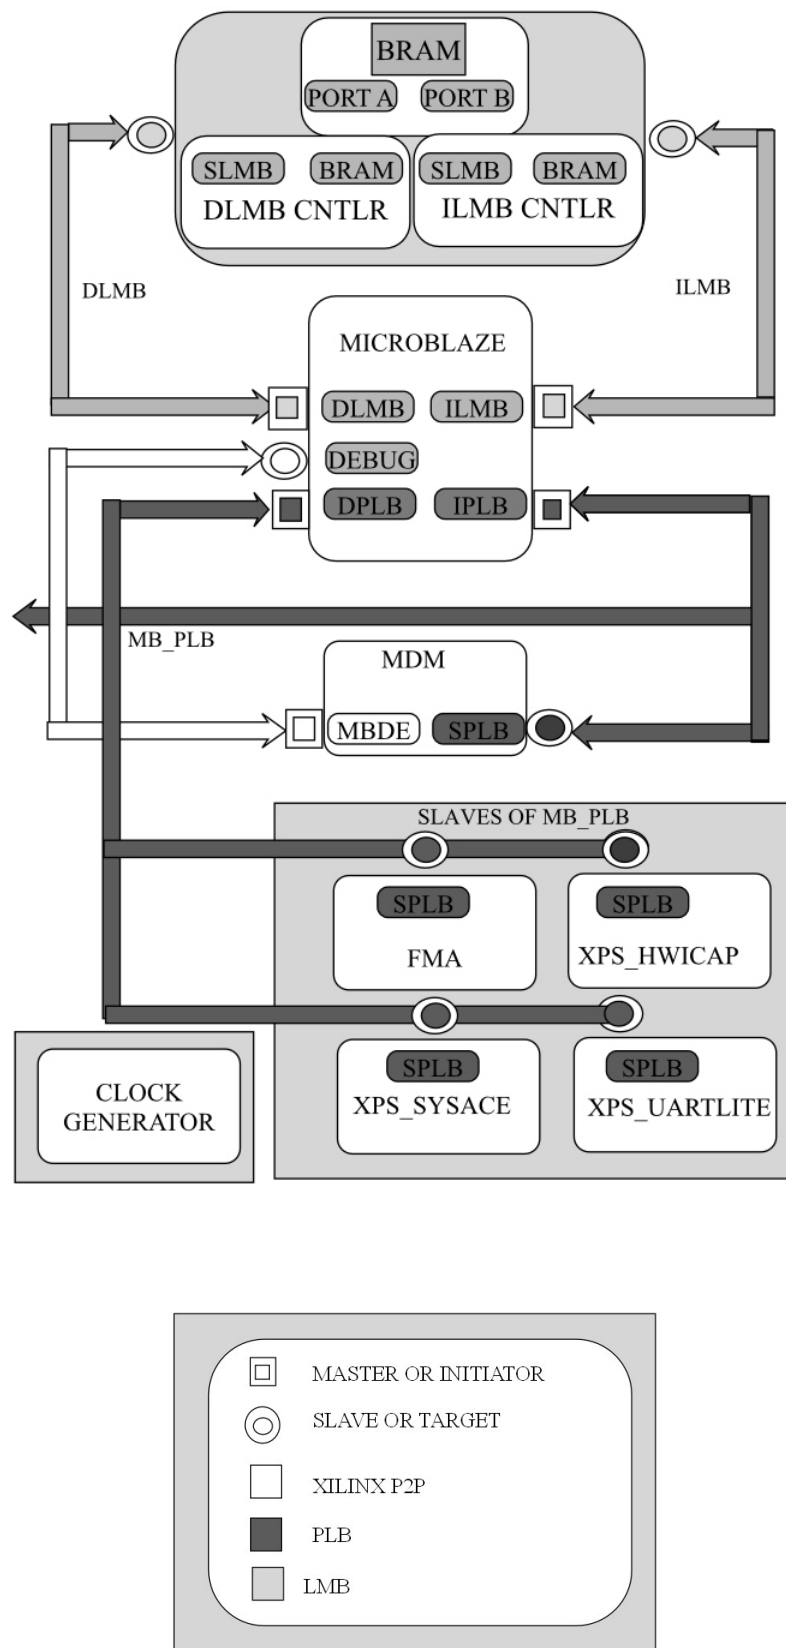 BRAM
PORT A PORT B
SLMB BRAM SLMB BRAM
DLMB CNTLR ILMB CNTLR
DLMB ILMB
MICROBLAZE
DLMB ILMB
DEBUG
DPLB IPLB
MB_PLB
MDM
MBDE SPLB
SLAVES OF MB_PLB
SPLB SPLB
FMA XPS_HWICAP
SPLB SPLB
XPS_SYSACE XPS_UARTLITE
CLOCK
GENERATOR
MASTER OR INITIATOR
SLAVE OR TARGET
XILINX P2P
PLB
LMB